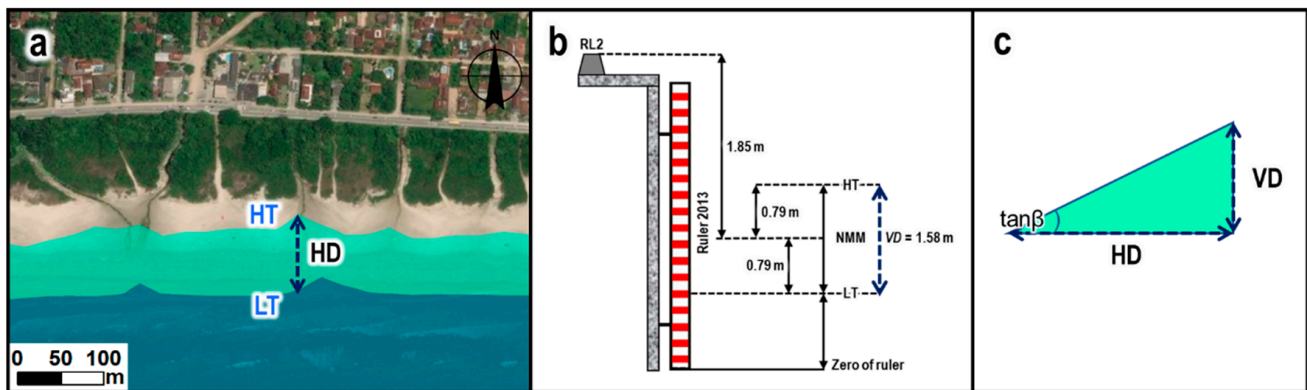 a
N
HT
HD
LT
0 50 100
m
b
RL2
1.85 m
Ruler 2013
HT
0.79 m
NMM
VD = 1.58 m
0.79 m
LT
Zero of ruler
c
VD
tanβ
HD